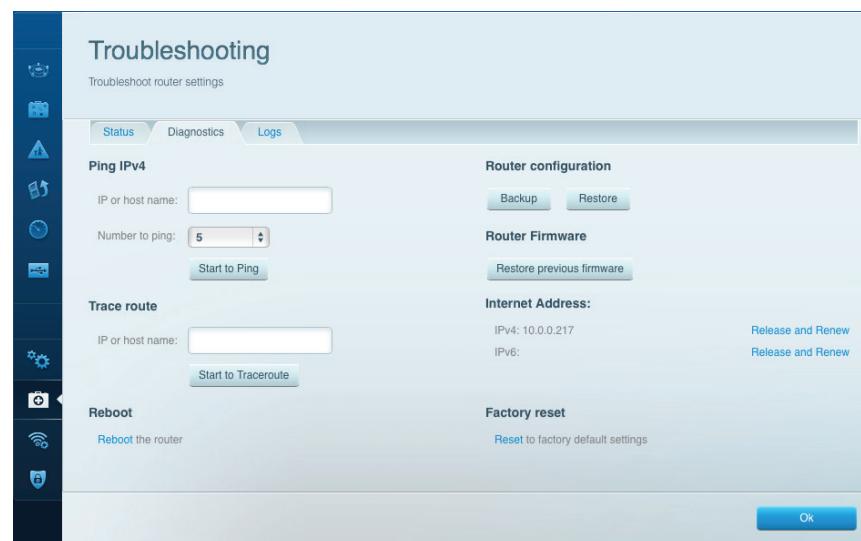 Troubleshooting
Troubleshoot router settings
Status Diagnostics Logs
Ping IPv4
IP or host name:
Number to ping: 5
Start to Ping
Trace route
IP or host name:
Start to Traceroute
Reboot
Reboot the router
Router configuration
Backup Restore
Router Firmware
Restore previous firmware
Internet Address:
IPv4: 10.0.0.217 Release and Renew
IPv6: Release and Renew
Factory reset
Reset to factory default settings
Ok